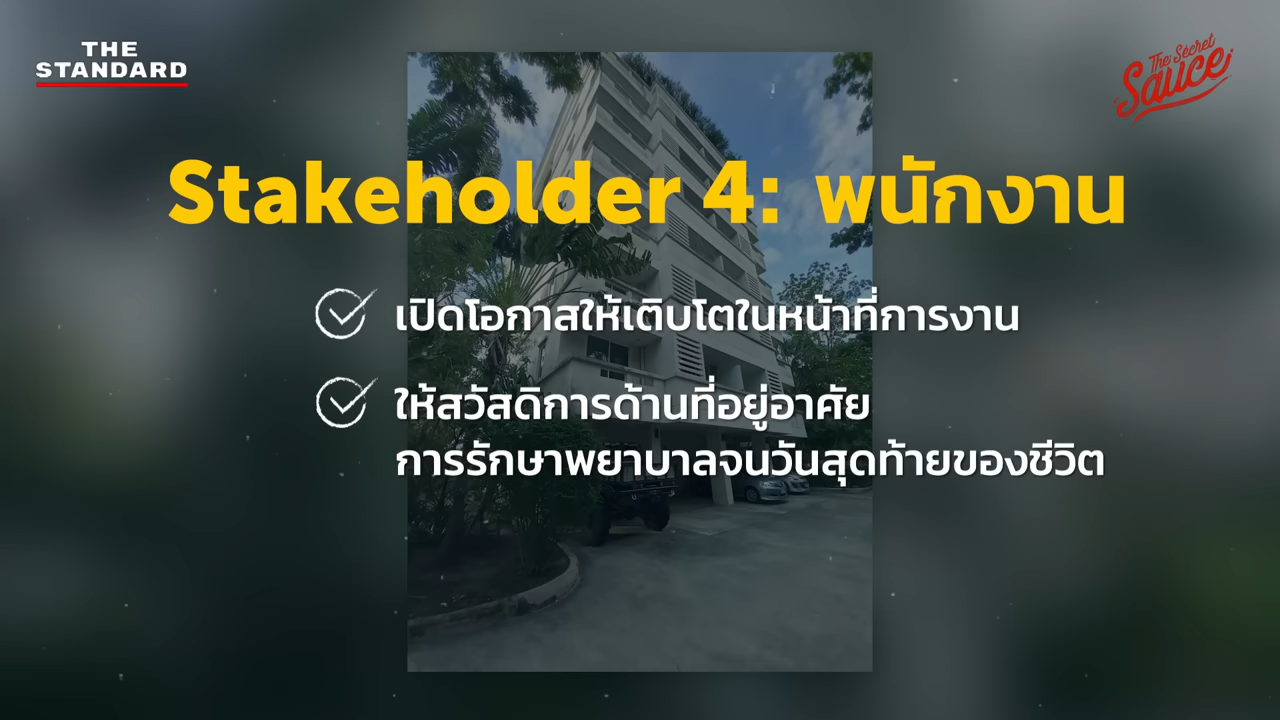 THE
STANDARD
The Secret
Sauce
Stakeholder 4: พนักงาน
เปิดโอกาสให้เติบโตในหน้าที่การงาน
ให้สวัสดิการด้านที่อยู่อาศัย
การรักษาพยาบาลจนวันสุดท้ายของชีวิต